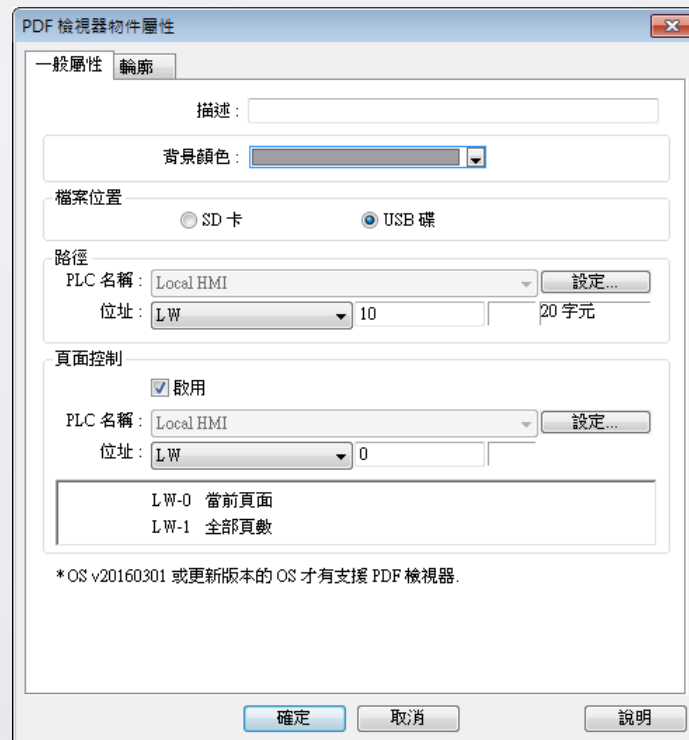 PDF 檢視器物件屬性
一般屬性 輪廓
描述 :
背景顏色 :
檔案位置
SD 卡 USB 碟
路徑
PLC 名稱 : Local HMI 設定...
位址 : LW 10 20 字元
頁面控制
啟用
PLC 名稱 : Local HMI 設定...
位址 : LW 0
LW-0 當前頁面
LW-1 全部頁數
*OS v20160301 或更新版本的 OS 才有支援 PDF 檢視器.
確定 取消 說明